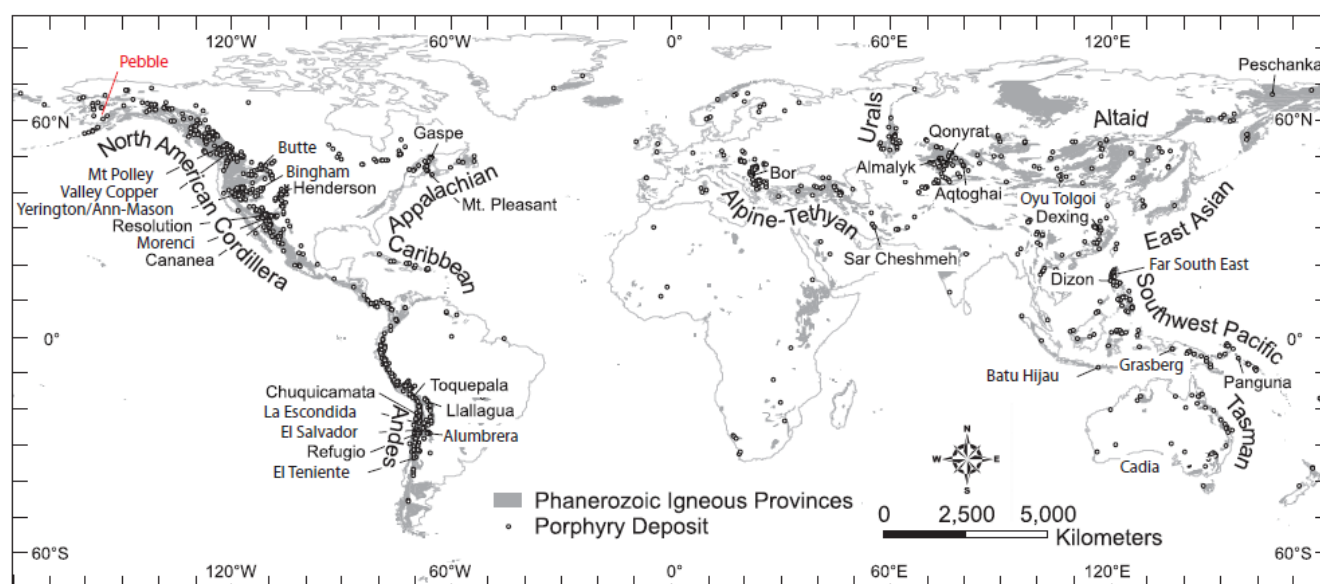 120°W
60°W
0°
60°E
120°E
Pebble
Peschanka
60°N
60°N
North American Cordillera
Butte
Bingham
Henderson
Mt Polley
Valley Copper
Yerington/Ann-Mason
Resolution
Morenci
Cananea
Gaspe
Appalachian
Mt. Pleasant
Caribbean
Urals
Qonyrat
Altaid
Almalyk
Bor
Aqtoghai
Alpine-Tethyan
Sar Cheshmeh
Oyu Tolgoi
Dexing
East Asian
Far South East
Dizon
Southwest Pacific
0°
0°
Batu Hijau
Grasberg
Panguna
Chuquicamata
Toquepala
La Escondida
Llallagua
El Salvador
Alumbrera
Refugio
Andes
El Teniente
Tasman
Cadia
N
W
E
S
Phanerozoic Igneous Provinces
Porphyry Deposit
0
2,500
5,000
Kilometers
60°S
60°S
120°W
60°W
0°
60°E
120°E